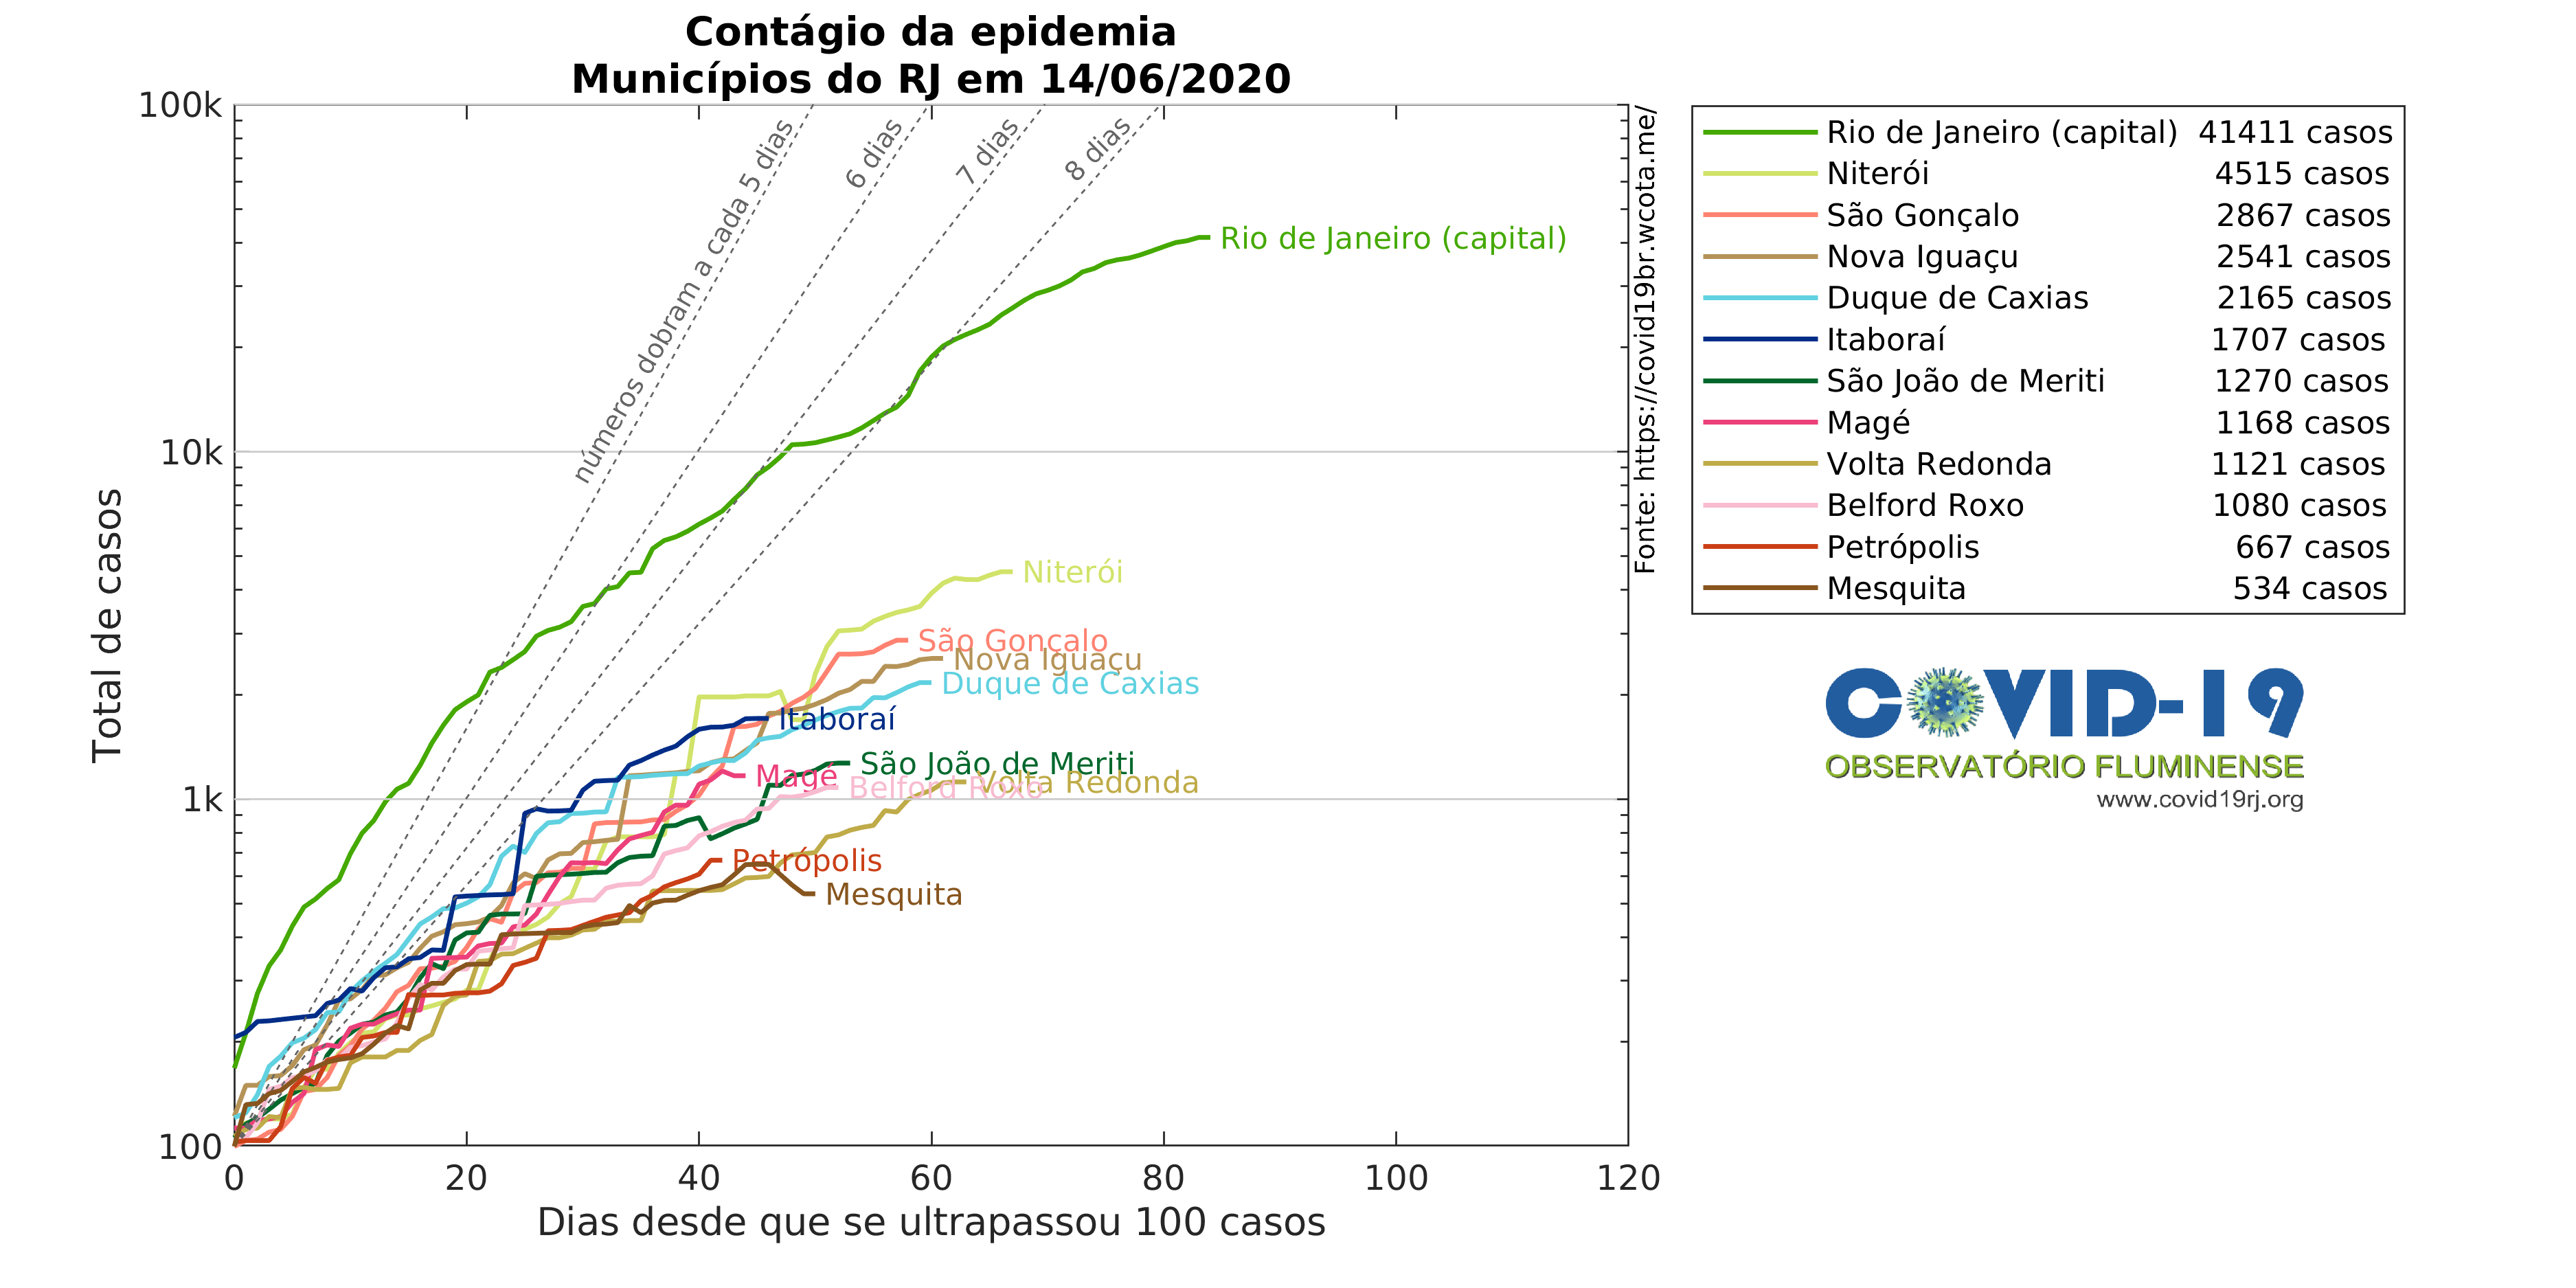 Contágio da epidemia
Municípios do RJ em 14/06/2020
100k
10k
1k
100
Total de casos
0 20 40 60 80 100 120
Dias desde que se ultrapassou 100 casos
números dobram a cada 5 dias
6 dias
7 dias
8 dias
Rio de Janeiro (capital)
Niterói
São Gonçalo
Nova Iguaçu
Duque de Caxias
Itaboraí
São João de Meriti
Magé
Volta Redonda
Belford Roxo
Petrópolis
Mesquita
Fonte: https://covid19br.wcota.me/
Rio de Janeiro (capital) 41411 casos
Niterói 4515 casos
São Gonçalo 2867 casos
Nova Iguaçu 2541 casos
Duque de Caxias 2165 casos
Itaboraí 1707 casos
São João de Meriti 1270 casos
Magé 1168 casos
Volta Redonda 1121 casos
Belford Roxo 1080 casos
Petrópolis 667 casos
Mesquita 534 casos
COVID-19
OBSERVATÓRIO FLUMINENSE
www.covid19rj.org